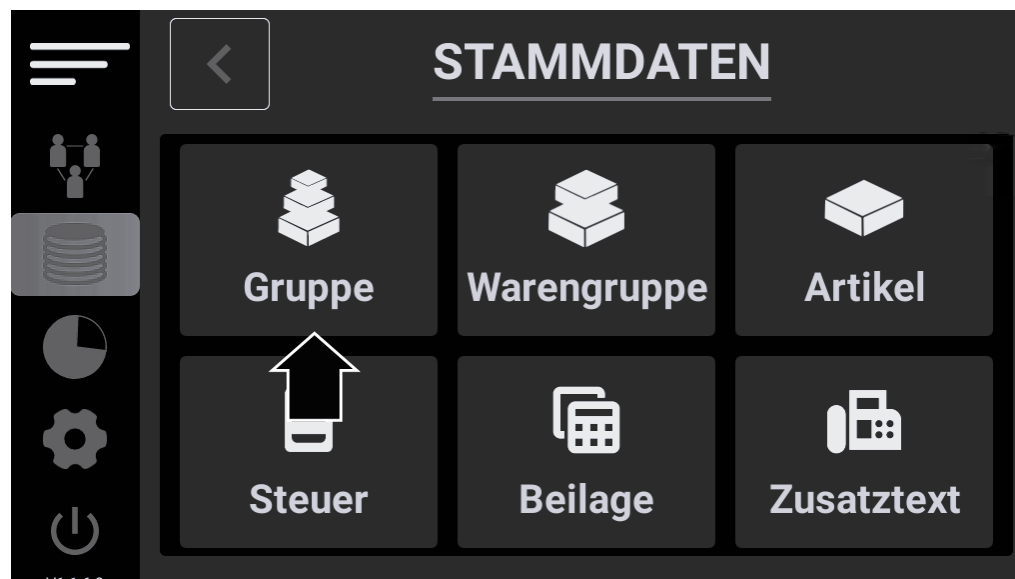 STAMMDATEN
Gruppe
Warengruppe
Artikel
Steuer
Beilage
Zusatztext